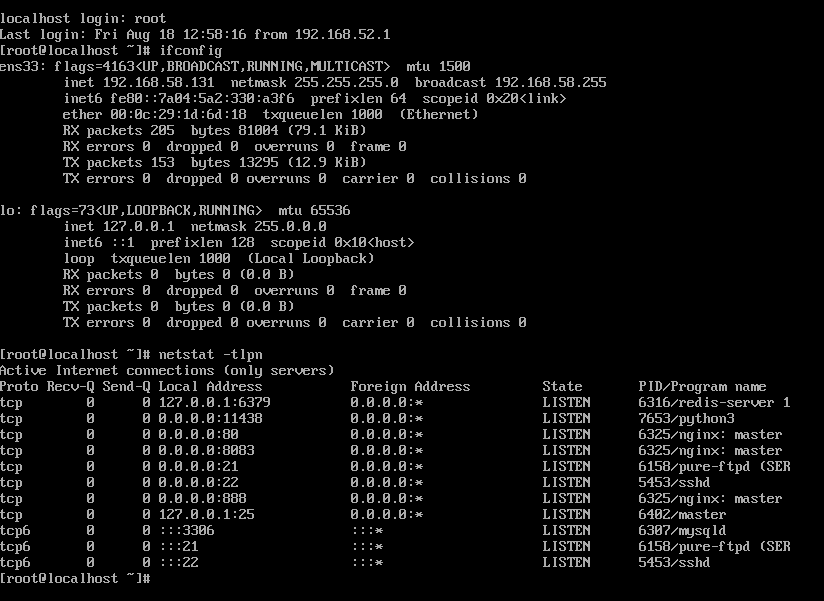 localhost login: root
Last login: Fri Aug 18 12:58:16 from 192.168.52.1
[root@localhost ~]# ifconfig
ens33: flags=4163<UP,BROADCAST,RUNNING,MULTICAST>  mtu 1500
        inet 192.168.58.131  netmask 255.255.255.0  broadcast 192.168.58.255
        inet6 fe80::7a04:5a2:330:a3f6  prefixlen 64  scopeid 0x20<link>
        ether 00:0c:29:1d:6d:18  txqueuelen 1000  (Ethernet)
        RX packets 205  bytes 81004 (79.1 KiB)
        RX errors 0  dropped 0  overruns 0  frame 0
        TX packets 153  bytes 13295 (12.9 KiB)
        TX errors 0  dropped 0 overruns 0  carrier 0  collisions 0

lo: flags=73<UP,LOOPBACK,RUNNING>  mtu 65536
        inet 127.0.0.1  netmask 255.0.0.0
        inet6 ::1  prefixlen 128  scopeid 0x10<host>
        loop  txqueuelen 1000  (Local Loopback)
        RX packets 0  bytes 0 (0.0 B)
        RX errors 0  dropped 0  overruns 0  frame 0
        TX packets 0  bytes 0 (0.0 B)
        TX errors 0  dropped 0 overruns 0  carrier 0  collisions 0

[root@localhost ~]# netstat -tlpn
Active Internet connections (only servers)
Proto Recv-Q Send-Q Local Address           Foreign Address         State       PID/Program name
tcp        0      0 127.0.0.1:6379          0.0.0.0:*               LISTEN      6316/redis-server 1
tcp        0      0 0.0.0.0:11438           0.0.0.0:*               LISTEN      7653/python3
tcp        0      0 0.0.0.0:80              0.0.0.0:*               LISTEN      6325/nginx: master
tcp        0      0 0.0.0.0:8083            0.0.0.0:*               LISTEN      6325/nginx: master
tcp        0      0 0.0.0.0:21              0.0.0.0:*               LISTEN      6158/pure-ftpd (SER
tcp        0      0 0.0.0.0:22              0.0.0.0:*               LISTEN      5453/sshd
tcp        0      0 0.0.0.0:888             0.0.0.0:*               LISTEN      6325/nginx: master
tcp        0      0 127.0.0.1:25            0.0.0.0:*               LISTEN      6402/master
tcp6       0      0 :::3306                 :::*                    LISTEN      6307/mysqld
tcp6       0      0 :::21                   :::*                    LISTEN      6158/pure-ftpd (SER
tcp6       0      0 :::22                   :::*                    LISTEN      5453/sshd
[root@localhost ~]#